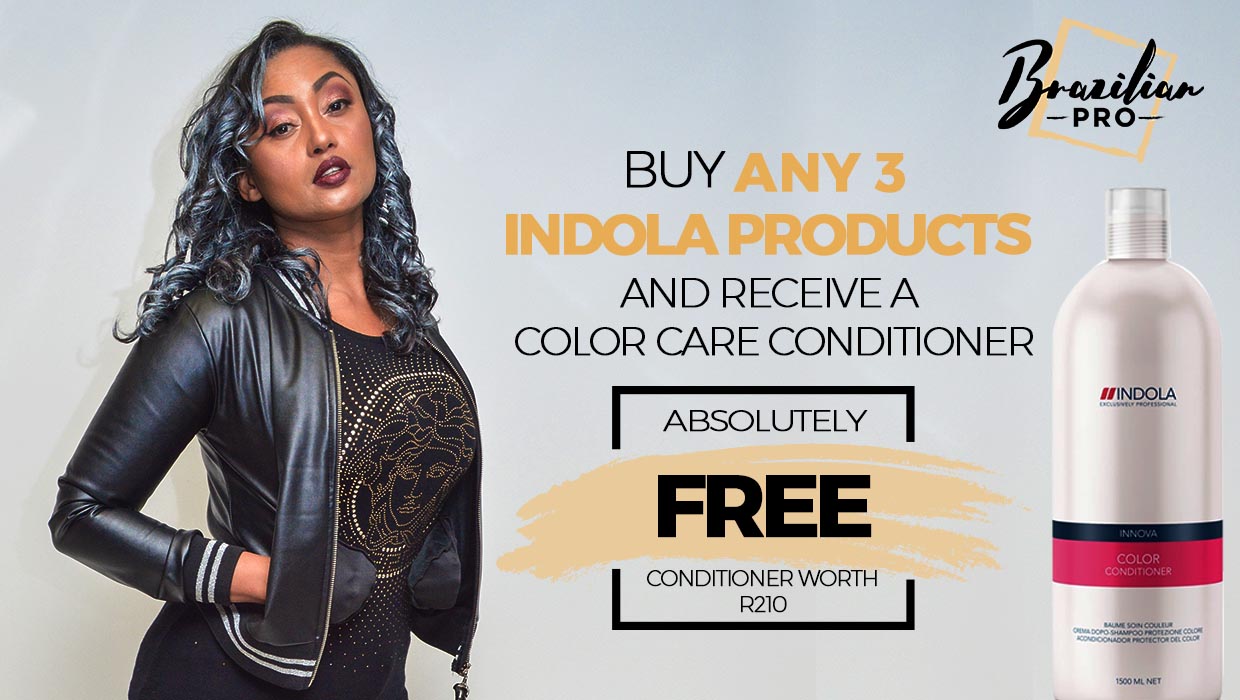 Brazilian
PRO
BUY ANY 3
INDOLA PRODUCTS
AND RECEIVE A
COLOR CARE CONDITIONER
ABSOLUTELY
FREE
CONDITIONER WORTH
R210
INDOLA
EXCLUSIVELY PROFESSIONAL
INNOVA
COLOR
CONDITIONER
BAUME SOIN COULEUR
CREMA DOPO-SHAMPOO PROTEZIONE COLORE
ACONDICIONADOR PROTECTOR DEL COLOR
1500 ML NET